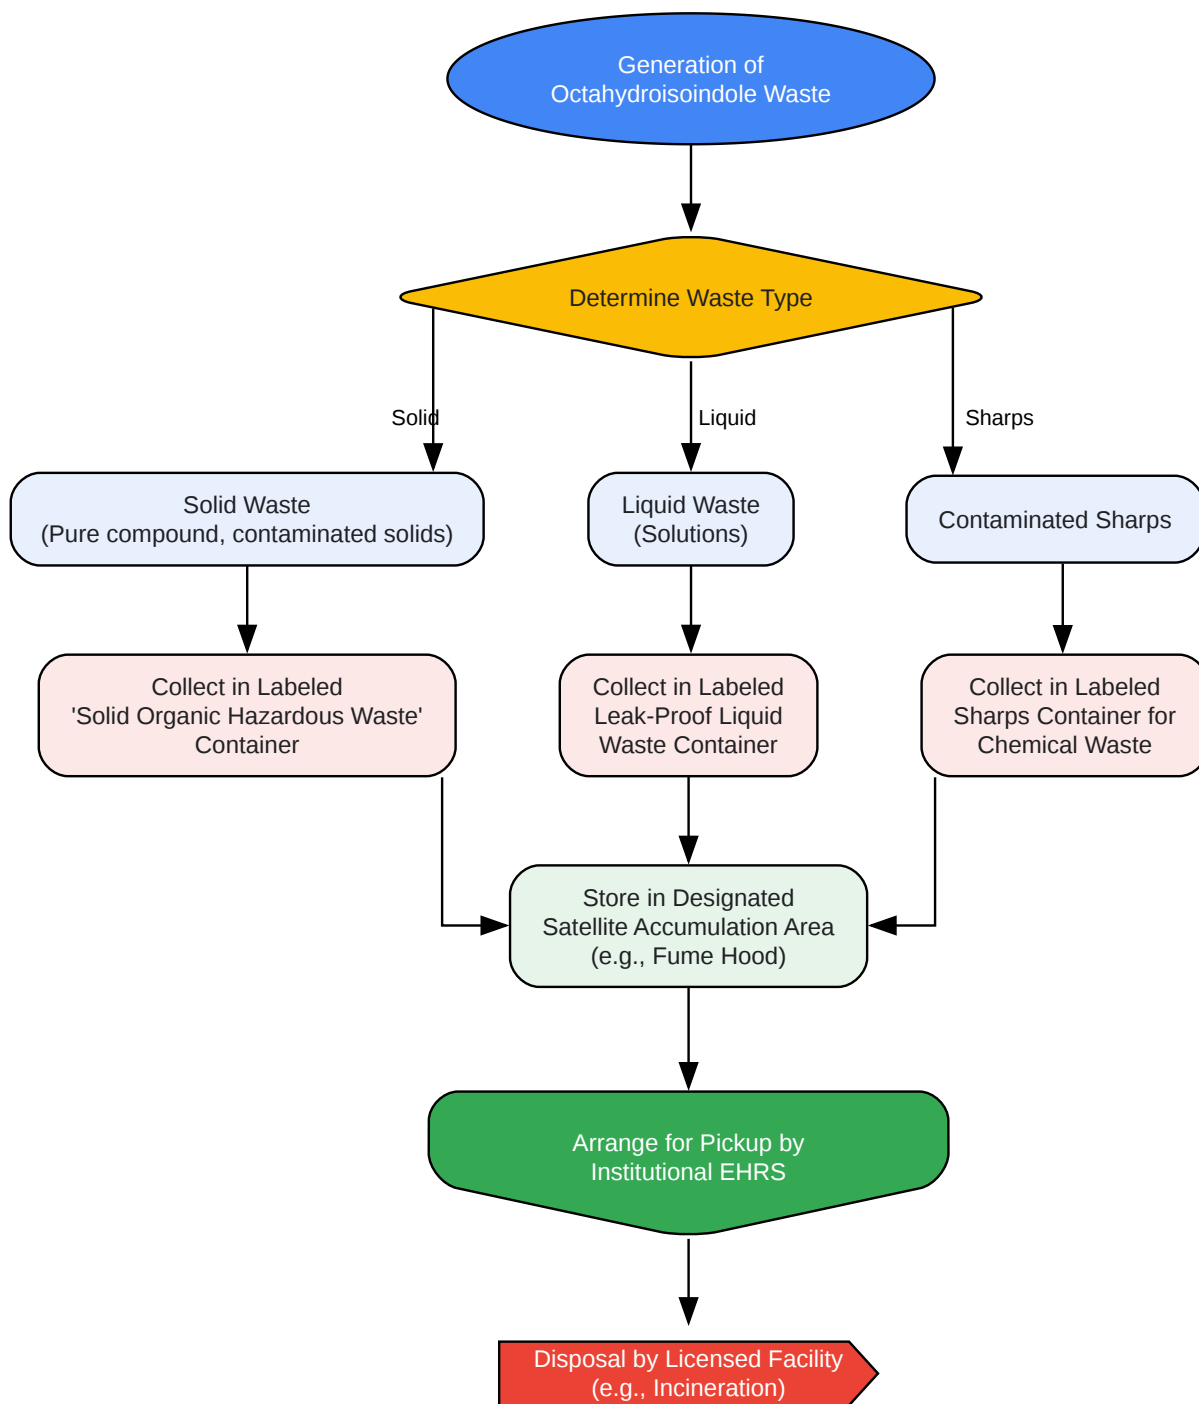 Generation of
Octahydroisoindole Waste
Determine Waste Type
Solid
Liquid
Sharps
Solid Waste
(Pure compound, contaminated solids)
Liquid Waste
(Solutions)
Contaminated Sharps
Collect in Labeled
'Solid Organic Hazardous Waste'
Container
Collect in Labeled
Leak-Proof Liquid
Waste Container
Collect in Labeled
Sharps Container for
Chemical Waste
Store in Designated
Satellite Accumulation Area
(e.g., Fume Hood)
Arrange for Pickup by
Institutional EHRS
Disposal by Licensed Facility
(e.g., Incineration)